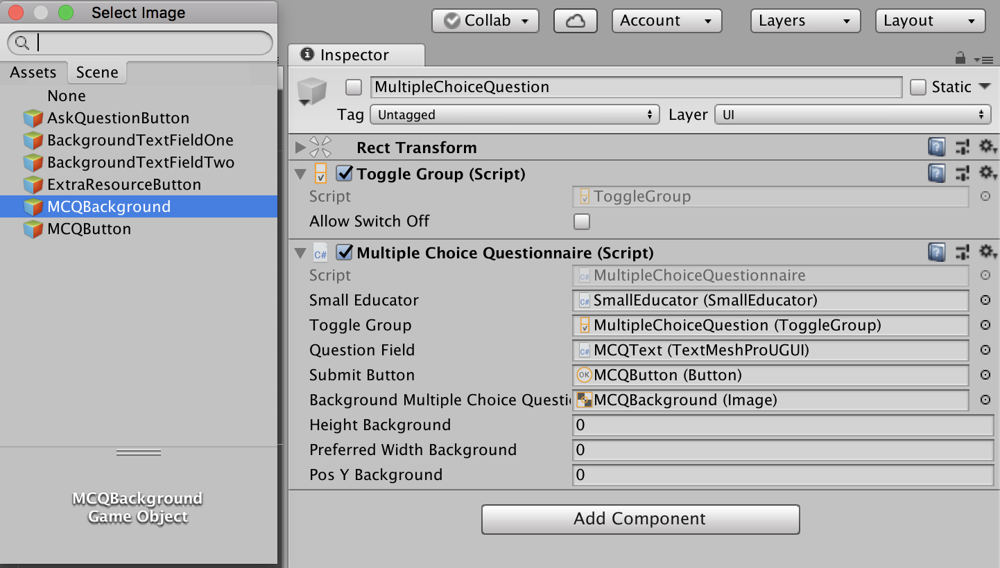 Select Image
Assets Scene
None
AskQuestionButton
BackgroundTextFieldOne
BackgroundTextFieldTwo
ExtraResourceButton
MCQBackground
MCQButton
MCQBackground
Game Object
Collab Account Layers Layout
Inspector
MultipleChoiceQuestion Static
Tag Untagged Layer UI
Rect Transform
Toggle Group (Script)
Script ToggleGroup
Allow Switch Off
C# Multiple Choice Questionnaire (Script)
Script c# MultipleChoiceQuestionnaire
Small Educator C# SmallEducator (SmallEducator)
Toggle Group MultipleChoiceQuestion (ToggleGroup)
Question Field C# MCQText (TextMeshProUGUI)
Submit Button OK MCQButton (Button)
Background Multiple Choice Questi MCQBackground (Image)
Height Background 0
Preferred Width Background 0
Pos Y Background 0
Add Component